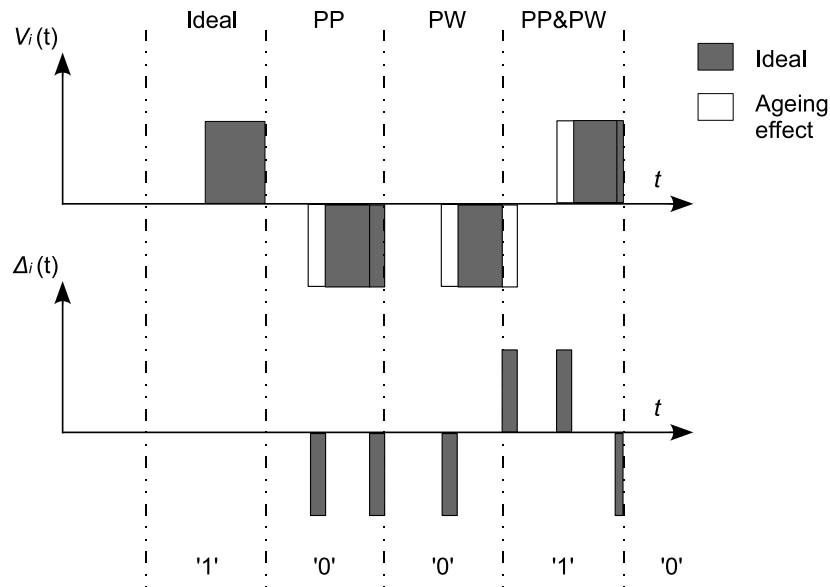 Ideal PP PW PP&PW
Vi (t)
Ideal
Ageing
effect
t
Δi (t)
t
'1' '0' '0' '1' '0'